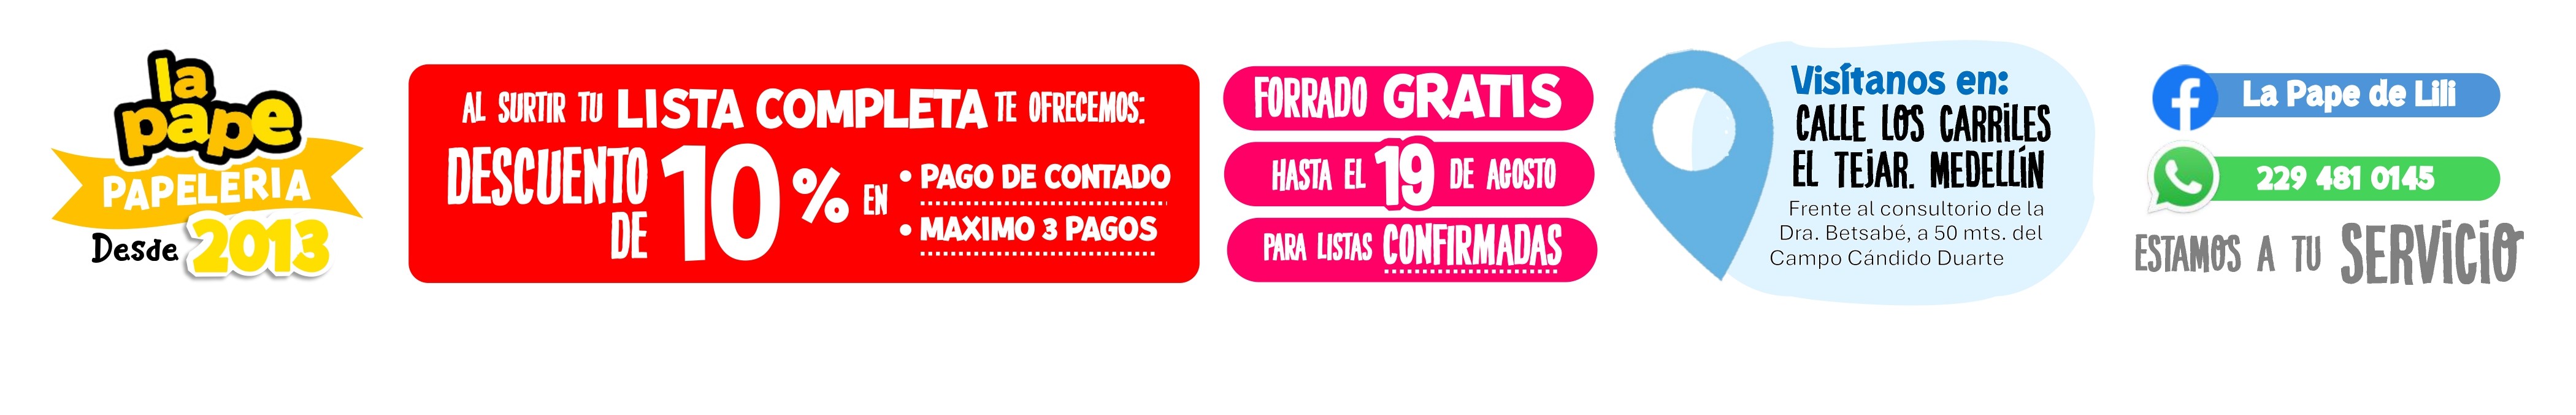 la
pape
PAPELERIA
Desde 2013
AL SURTIR TU LISTA COMPLETA TE OFRECEMOS:
DESCUENTO DE 10 % EN
• PAGO DE CONTADO
• MAXIMO 3 PAGOS
FORRADO GRATIS
HASTA EL 19 DE AGOSTO
PARA LISTAS CONFIRMADAS
Visítanos en:
CALLE LOS CARRILES
EL TEJAR. MEDELLÍN
Frente al consultorio de la
Dra. Betsabé, a 50 mts. del
Campo Cándido Duarte
La Pape de Lili
229 481 0145
ESTAMOS A TU SERVICIO